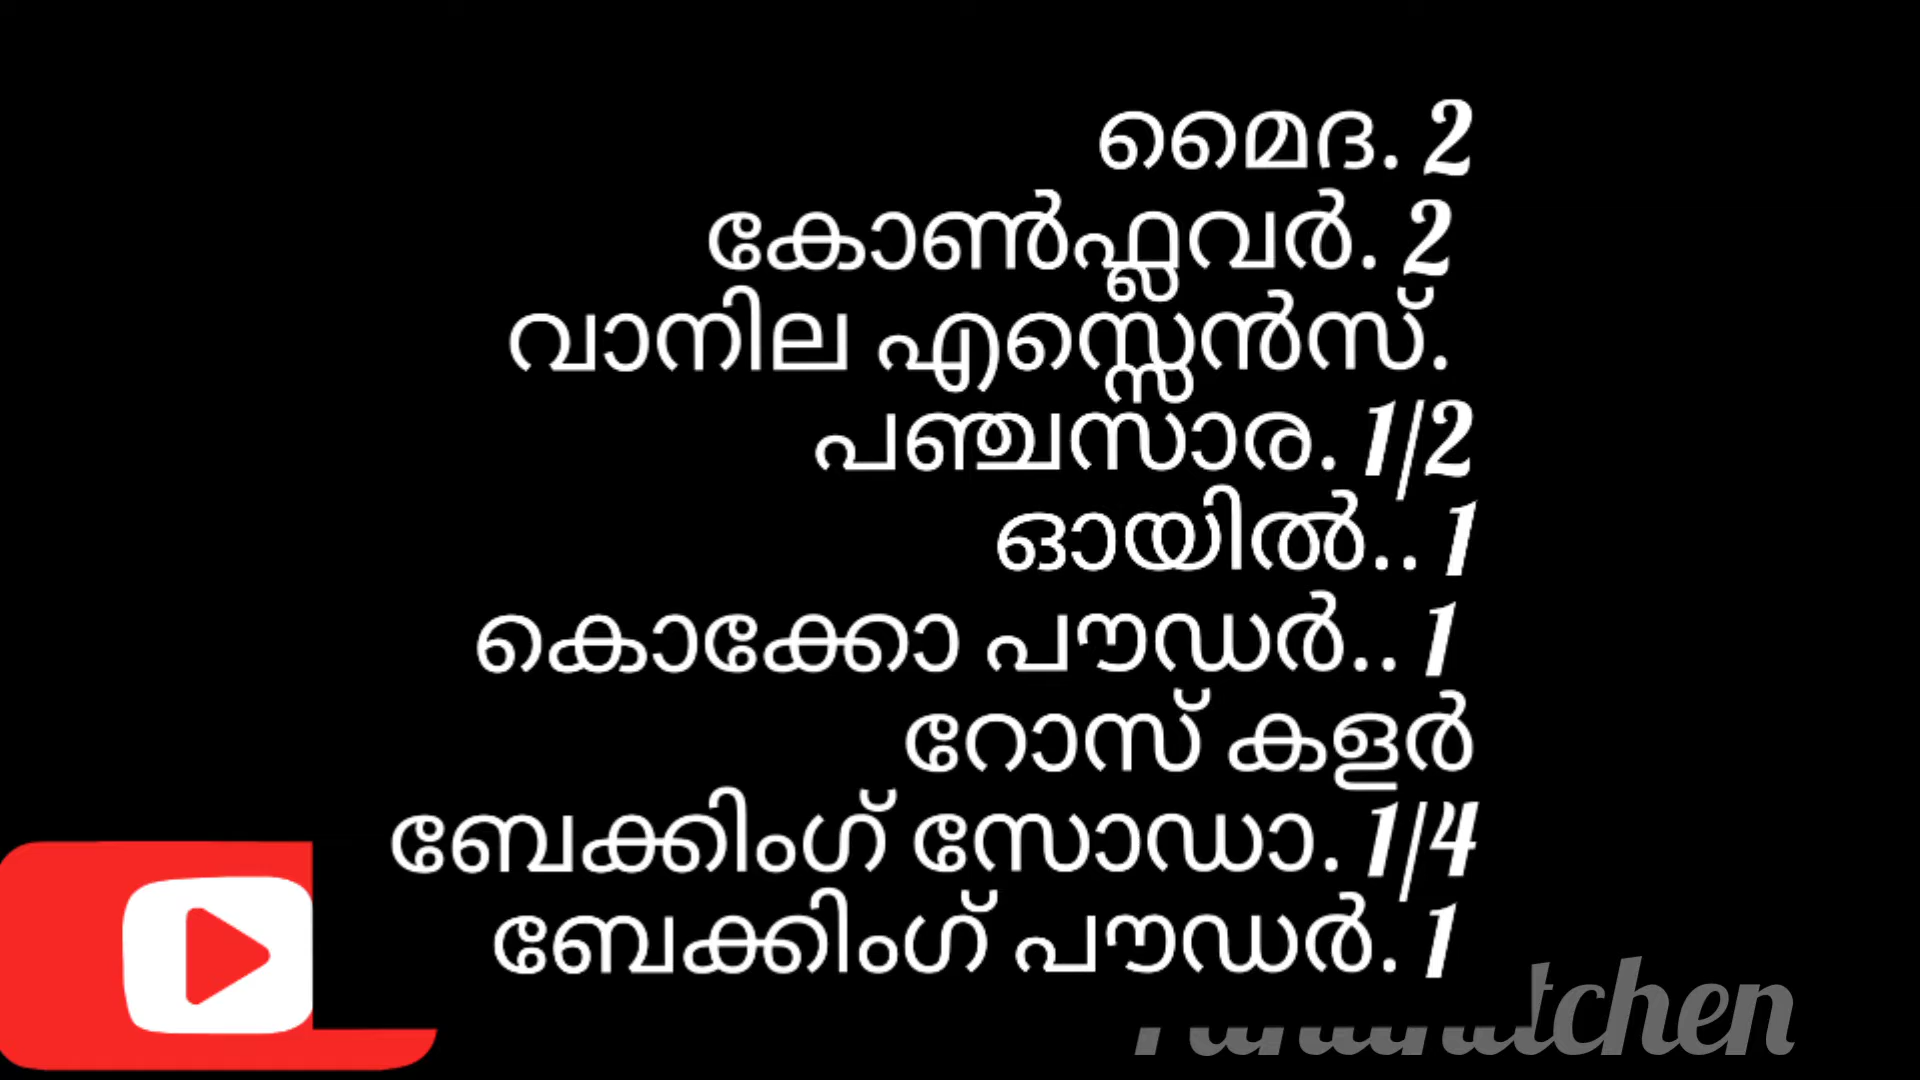 മൈദ. 2
കോൺഫ്ലവർ. 2
വാനില എസ്സെൻസ്.
പഞ്ചസാര. 1/2
ഓയിൽ.. 1
കൊക്കോ പൗഡർ.. 1
റോസ് കളർ
ബേക്കിംഗ് സോഡാ. 1/4
ബേക്കിംഗ് പൗഡർ. 1